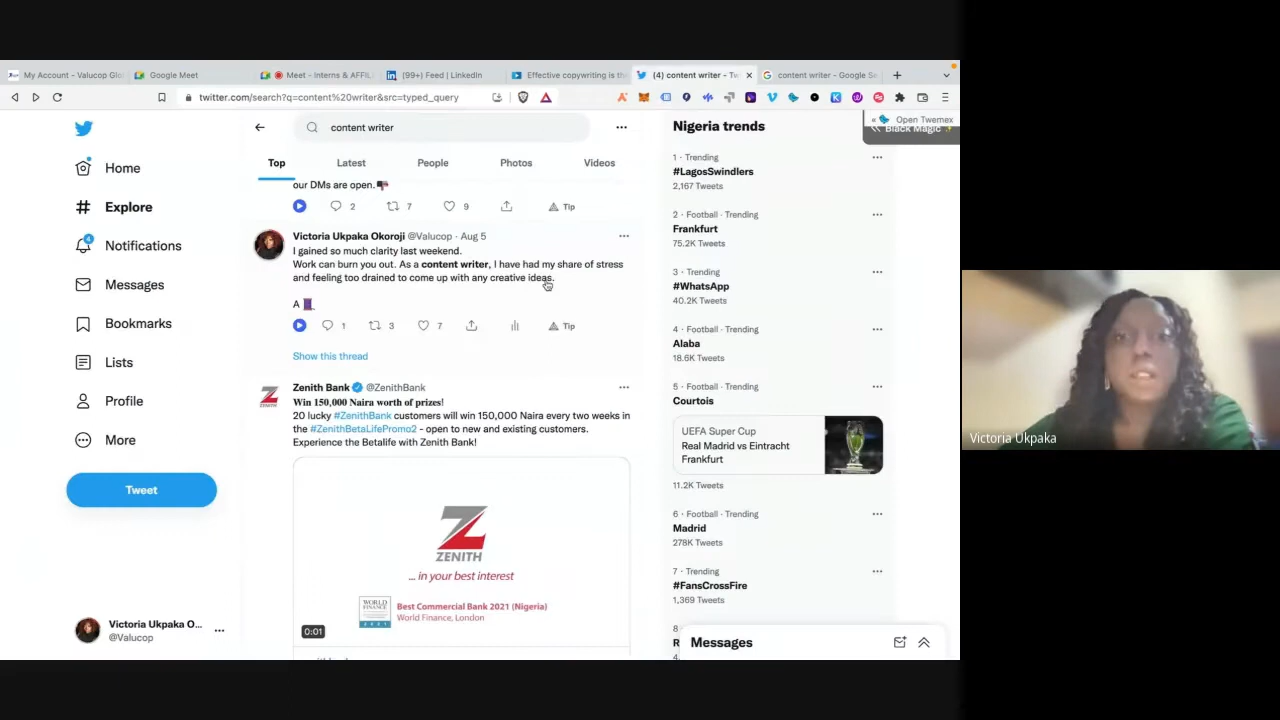 My Account - Valucop Glo
Google Meet
Meet - Interns & AFFIL
(99+) Feed | LinkedIn
Effective copywriting is th
(4) content writer - Tw
content writer - Google Se
twitter.com/search?q=content%20writer&src=typed_query
Open Twemex
Black Magic
content writer
Top
Latest
People
Photos
Videos
Home
Explore
Notifications
4
Messages
Bookmarks
Lists
Profile
More
Tweet
Victoria Ukpaka O...
@Valucop
our DMs are open.
2
7
9
Tip
Victoria Ukpaka Okoroji @Valucop · Aug 5
I gained so much clarity last weekend.
Work can burn you out. As a content writer, I have had my share of stress
and feeling too drained to come up with any creative ideas.
A
1
3
7
Tip
Show this thread
Zenith Bank @ZenithBank
Win 150,000 Naira worth of prizes!
20 lucky #ZenithBank customers will win 150,000 Naira every two weeks in
the #ZenithBetaLifePromo2 - open to new and existing customers.
Experience the Betalife with Zenith Bank!
ZENITH
... in your best interest
WORLD
FINANCE
2021
Best Commercial Bank 2021 (Nigeria)
World Finance, London
0:01
Nigeria trends
1 · Trending
#LagosSwindlers
2,167 Tweets
2 · Football · Trending
Frankfurt
75.2K Tweets
3 · Trending
#WhatsApp
40.2K Tweets
4 · Football · Trending
Alaba
18.6K Tweets
5 · Football · Trending
Courtois
UEFA Super Cup
Real Madrid vs Eintracht
Frankfurt
11.2K Tweets
6 · Football · Trending
Madrid
278K Tweets
7 · Trending
#FansCrossFire
1,369 Tweets
8
R
4
Messages
Victoria Ukpaka